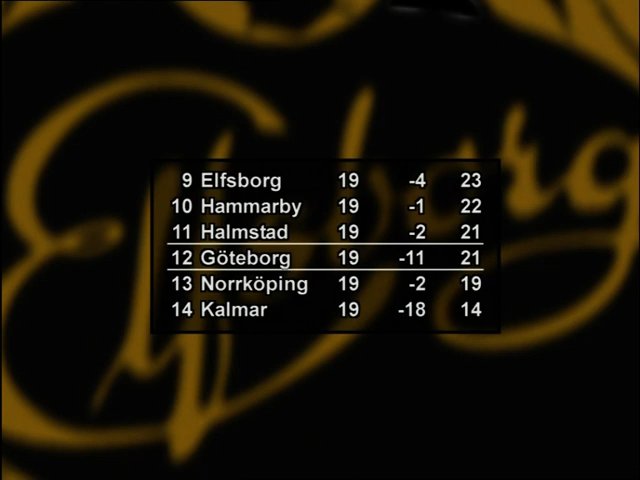 Elfsborg
9 Elfsborg 19 -4 23
10 Hammarby 19 -1 22
11 Halmstad 19 -2 21
12 Göteborg 19 -11 21
13 Norrköping 19 -2 19
14 Kalmar 19 -18 14